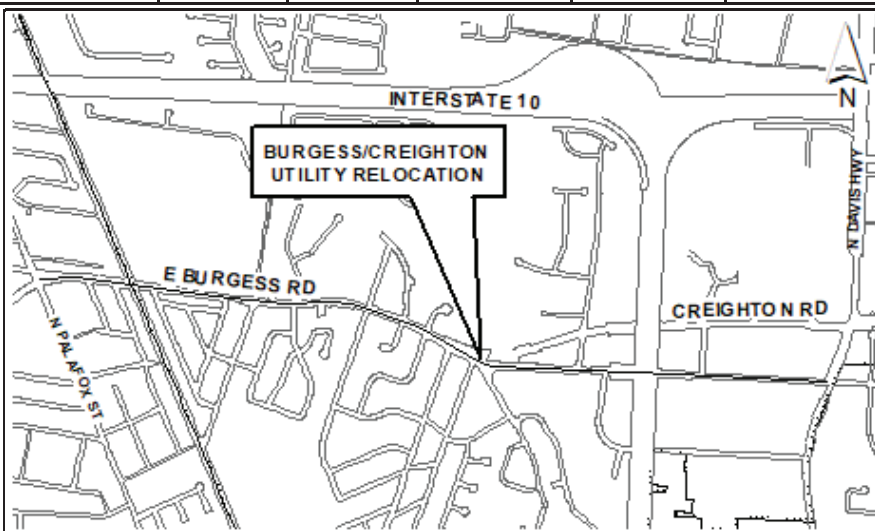 INTERSTATE 10
N
BURGESS/CREIGHTON
UTILITY RELOCATION
N DAVIS HWY
E BURGESS RD
CREIGHTON RD
N PALAFOX ST